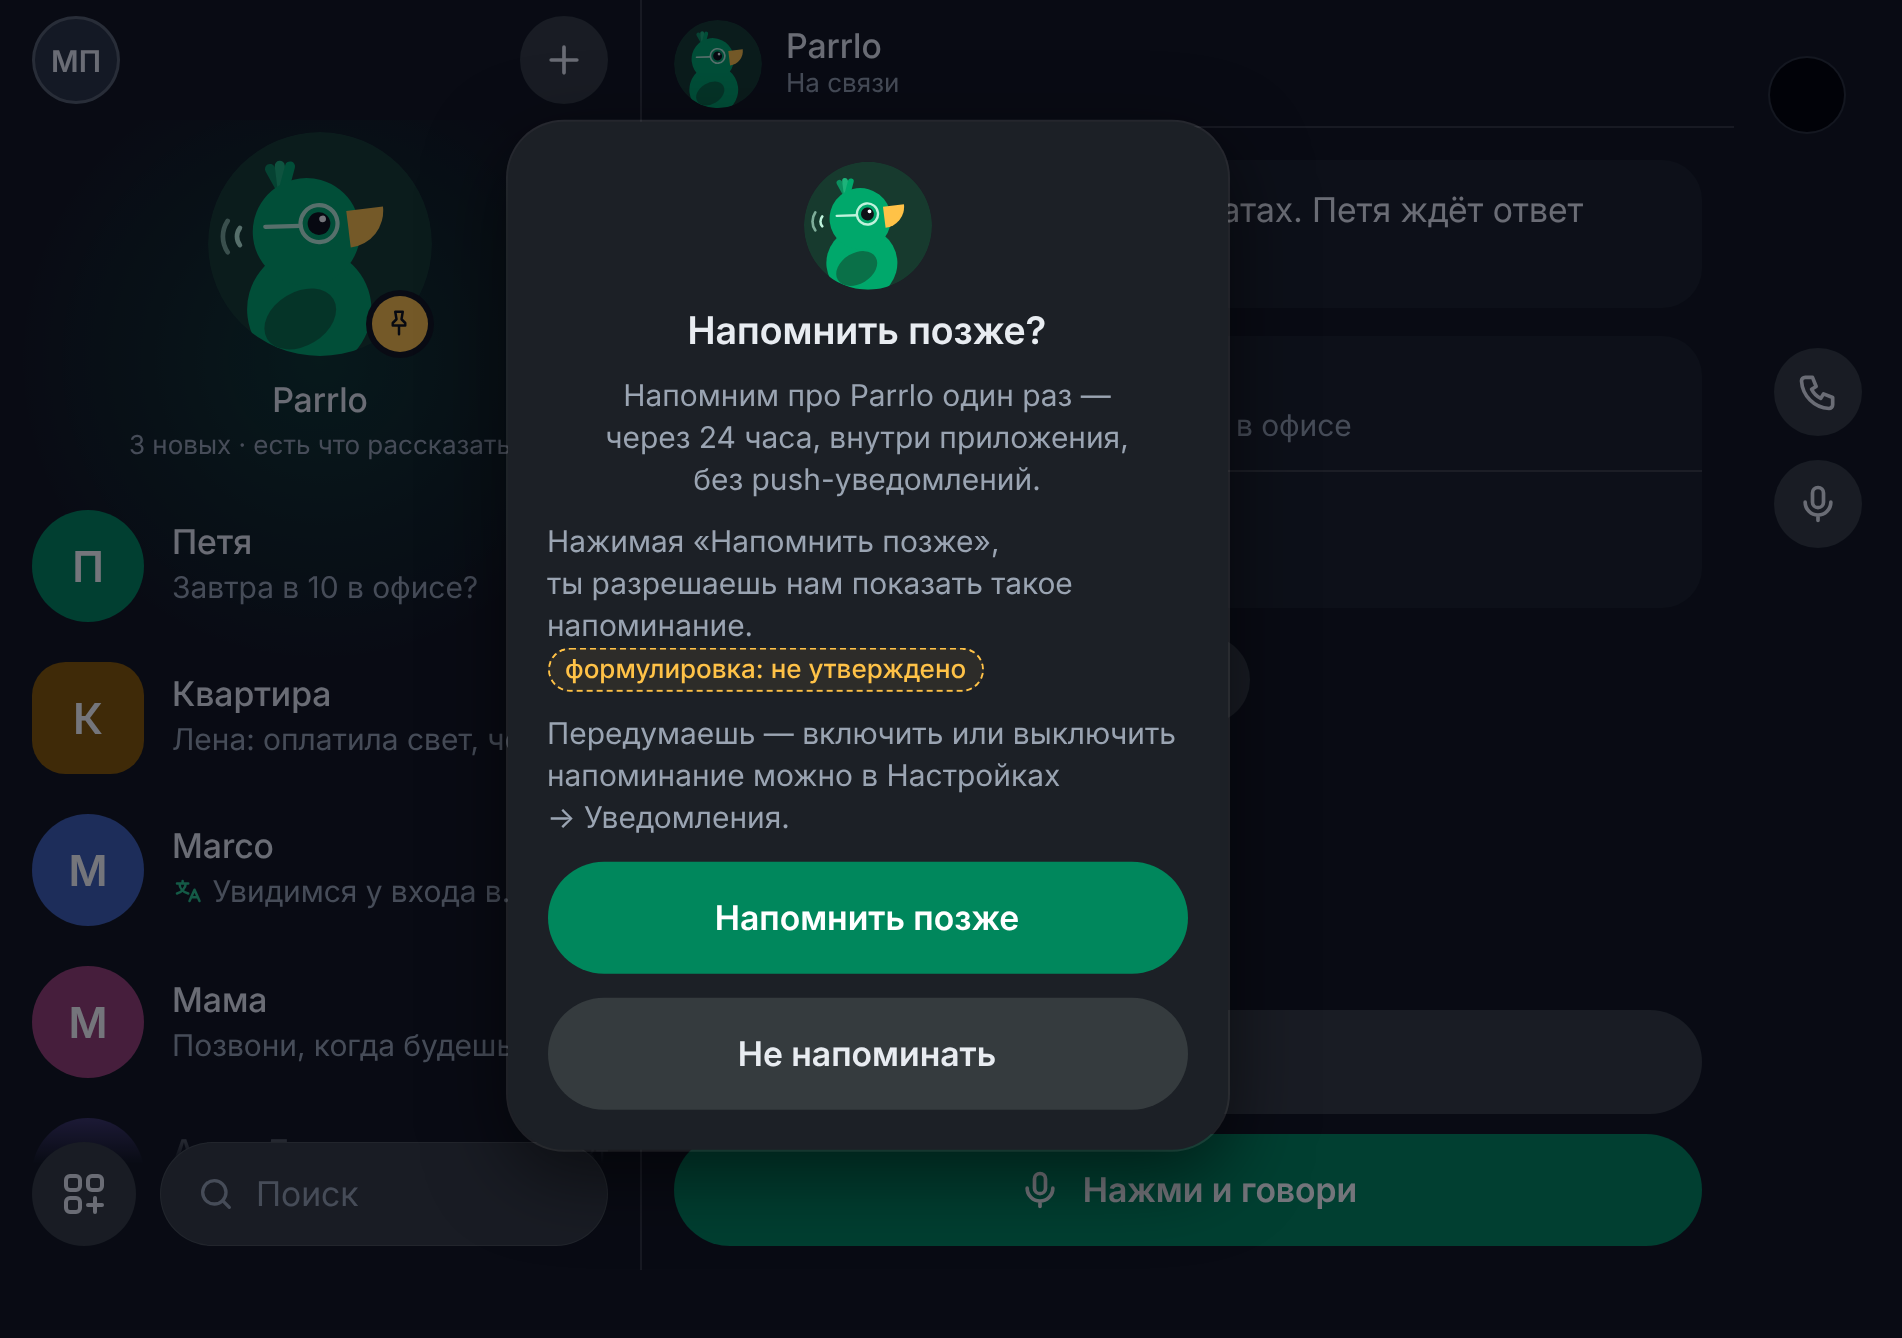 МП
Parrlo
На связи
Parrlo
3 новых · есть что рассказать
П
Петя
Завтра в 10 в офисе?
К
Квартира
Лена: оплатила свет,
М
Marco
Увидимся у входа в.
М
Мама
Позвони, когда будешь
Поиск
Напомнить позже?
Напомним про Parrlo один раз —
через 24 часа, внутри приложения,
без push-уведомлений.
Нажимая «Напомнить позже»,
ты разрешаешь нам показать такое
напоминание.
формулировка: не утверждено
Передумаешь — включить или выключить
напоминание можно в Настройках
→ Уведомления.
Напомнить позже
Не напоминать
Петя ждёт ответ
в офисе
Нажми и говори